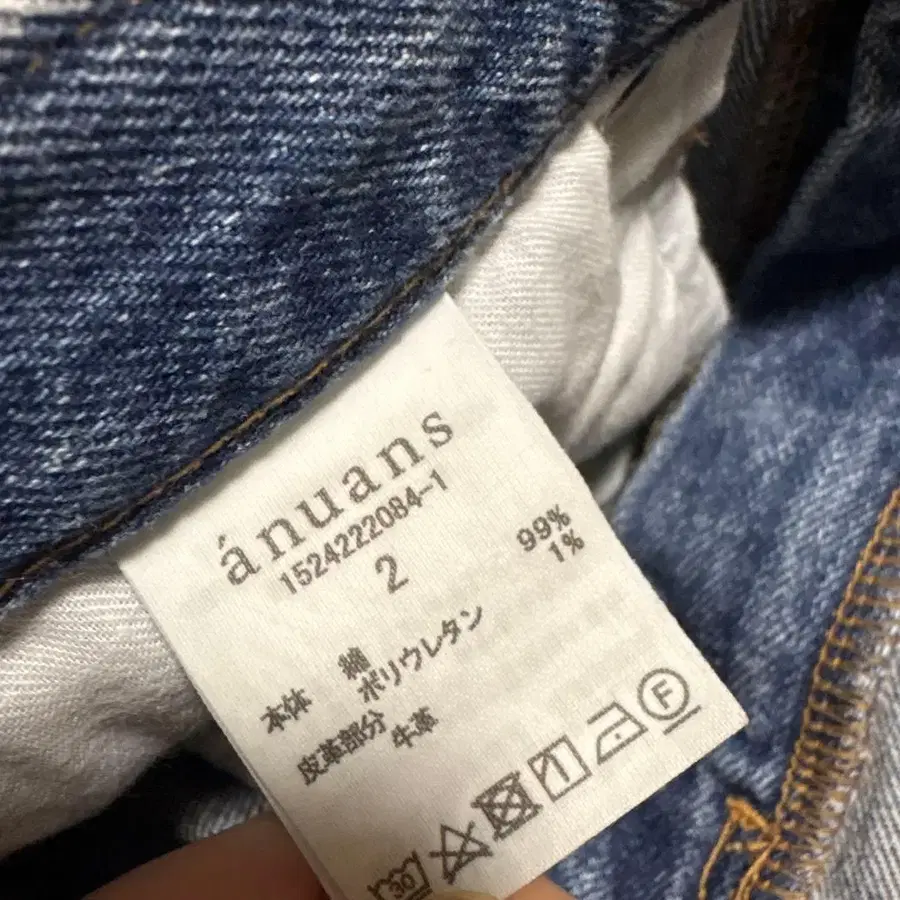 ánuans
1524222084-1
2
本体 綿 99%
ポリウレタン 1%
皮革部分 牛革
30 F